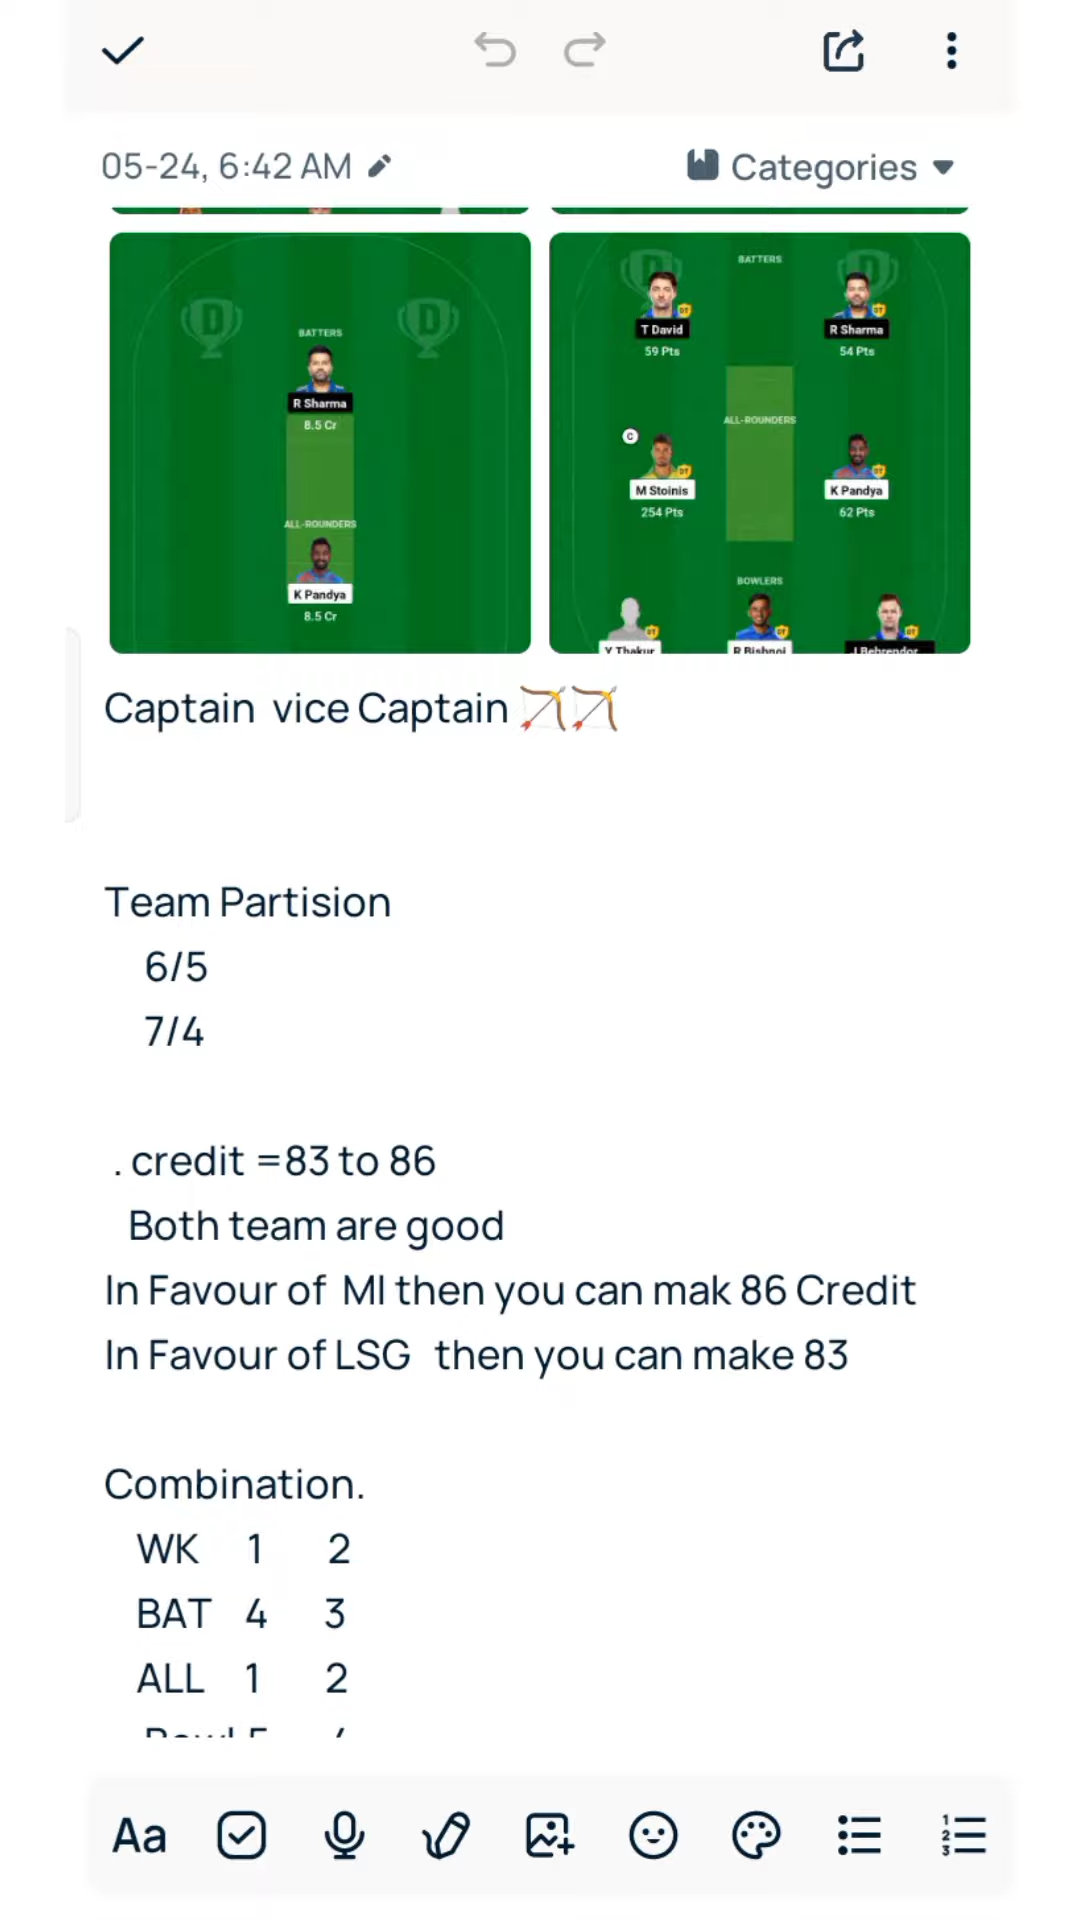 05-24, 6:42 AM
Categories
BATTERS
R Sharma
8.5 Cr
ALL-ROUNDERS
K Pandya
8.5 Cr
BATTERS
T David
R Sharma
59 Pts
54 Pts
ALL-ROUNDERS
C
M Stoinis
K Pandya
254 Pts
62 Pts
BOWLERS
Y Thakur
R Bishnoi
J Behrendor
Captain vice Captain 🏹🏹
Team Partision
6/5
7/4
. credit =83 to 86
Both team are good
In Favour of MI then you can mak 86 Credit
In Favour of LSG then you can make 83
Combination.
WK 1 2
BAT 4 3
ALL 1 2
Aa